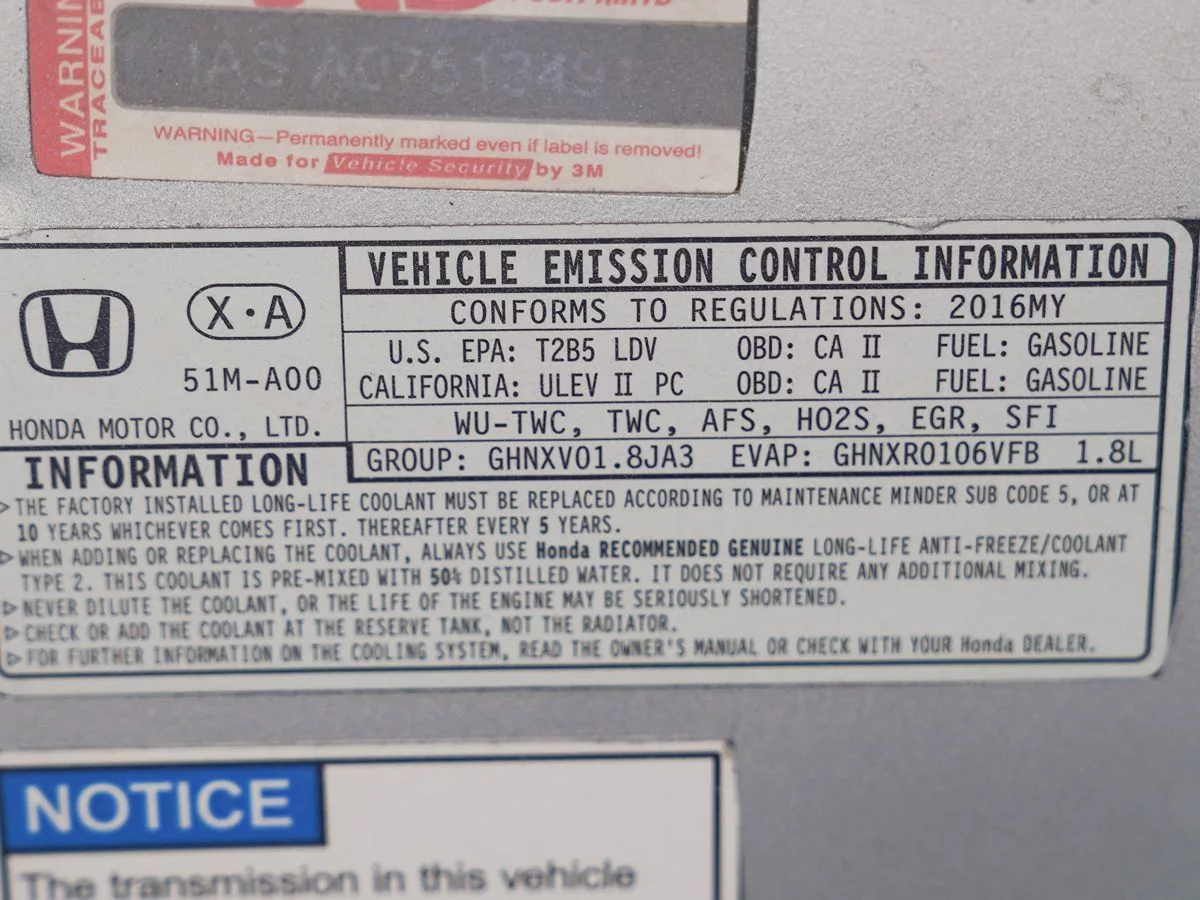 WARNING
TRACEAB
IAS A0751349
WARNING—Permanently marked even if label is removed!
Made for Vehicle Security by 3M
VEHICLE EMISSION CONTROL INFORMATION
X·A
CONFORMS TO REGULATIONS: 2016MY
U.S. EPA: T2B5 LDV OBD: CA II FUEL: GASOLINE
51M-A00
CALIFORNIA: ULEV II PC OBD: CA II FUEL: GASOLINE
HONDA MOTOR CO., LTD.
WU-TWC, TWC, AFS, HO2S, EGR, SFI
INFORMATION
GROUP: GHNXV01.8JA3 EVAP: GHNXR0106VFB 1.8L
▷THE FACTORY INSTALLED LONG-LIFE COOLANT MUST BE REPLACED ACCORDING TO MAINTENANCE MINDER SUB CODE 5, OR AT
10 YEARS WHICHEVER COMES FIRST. THEREAFTER EVERY 5 YEARS.
▷WHEN ADDING OR REPLACING THE COOLANT, ALWAYS USE Honda RECOMMENDED GENUINE LONG-LIFE ANTI-FREEZE/COOLANT
TYPE 2. THIS COOLANT IS PRE-MIXED WITH 50% DISTILLED WATER. IT DOES NOT REQUIRE ANY ADDITIONAL MIXING.
▷NEVER DILUTE THE COOLANT, OR THE LIFE OF THE ENGINE MAY BE SERIOUSLY SHORTENED.
▷CHECK OR ADD THE COOLANT AT THE RESERVE TANK, NOT THE RADIATOR.
▷FOR FURTHER INFORMATION ON THE COOLING SYSTEM, READ THE OWNER'S MANUAL OR CHECK WITH YOUR Honda DEALER.
NOTICE
The transmission in this vehicle